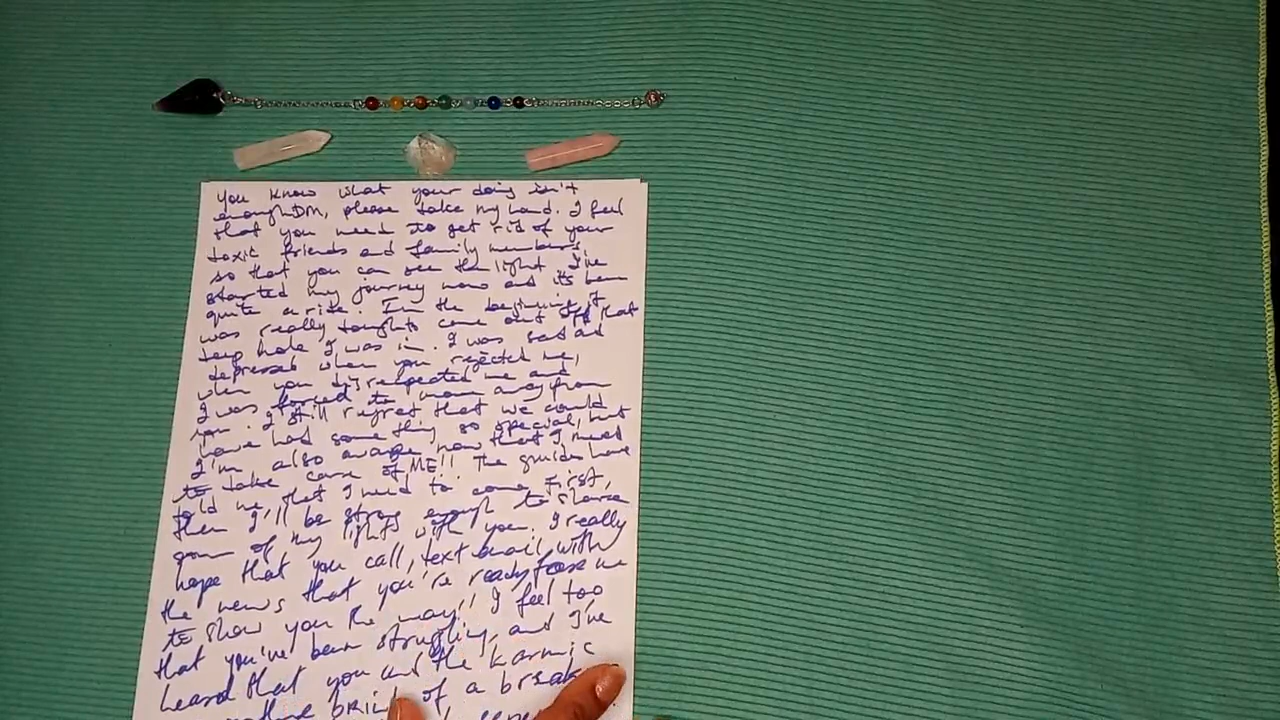 you know what your doing isn't
enough DM, please take my hand. I feel
that you need to get rid of your
toxic friends and family members,
so that you can see the light. I've
started my journey now and its been
quite a ride. In the beginning it
was really tough to come out off that
deep hole I was in. I was sad and
depressed when you rejected me,
when you disrespected me and
I was forced to move away from
you. I still regret that we could
have had some thing so special, but
I'm also aware now that I need
to take care of ME!! The guides have
told me, that I need to come first,
then I'll be strong enough to share
some of my lights with you. I really
hope that you call, text email with
the news that you're ready for me
to show you the way!! I feel too
that you've been struggling, and I've
heard that you and the karmic
are on the brink of a break